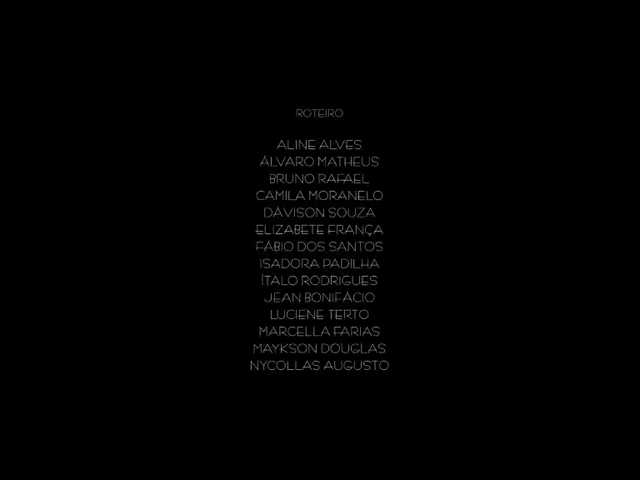 ROTEIRO
ALINE ALVES
ÁLVARO MATHEUS
BRUNO RAFAEL
CAMILA MORANELO
DÁVISON SOUZA
ELIZABETE FRANÇA
FÁBIO DOS SANTOS
ISADORA PADILHA
ÍTALO RODRIGUES
JEAN BONIFÁCIO
LUCIENE TERTO
MARCELLA FARIAS
MAYKSON DOUGLAS
NYCOLLAS AUGUSTO